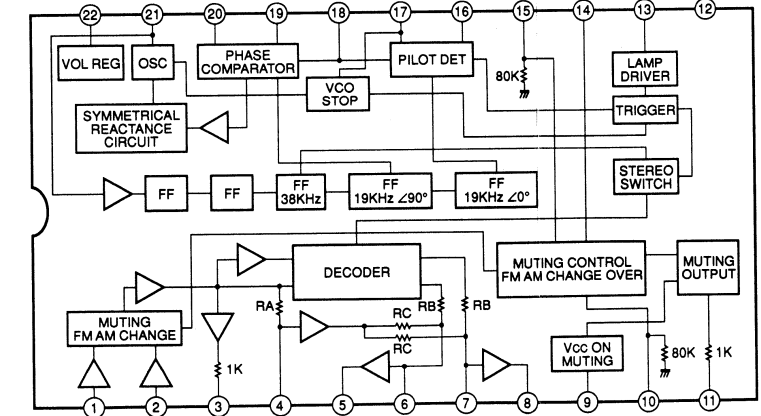 22 21 20 19 18 17 16 15 14 13 12
VOL REG
OSC
PHASE
COMPARATOR
PILOT DET
80K
LAMP
DRIVER
VCO
STOP
TRIGGER
SYMMETRICAL
REACTANCE
CIRCUIT
STEREO
SWITCH
FF
FF
FF
38KHz
FF
19KHz ∠90°
FF
19KHz ∠0°
DECODER
MUTING CONTROL
FM AM CHANGE OVER
MUTING
OUTPUT
RA
RB
RB
RC
RC
MUTING
FM AM CHANGE
1K
VCC ON
MUTING
80K
1K
1 2 3 4 5 6 7 8 9 10 11